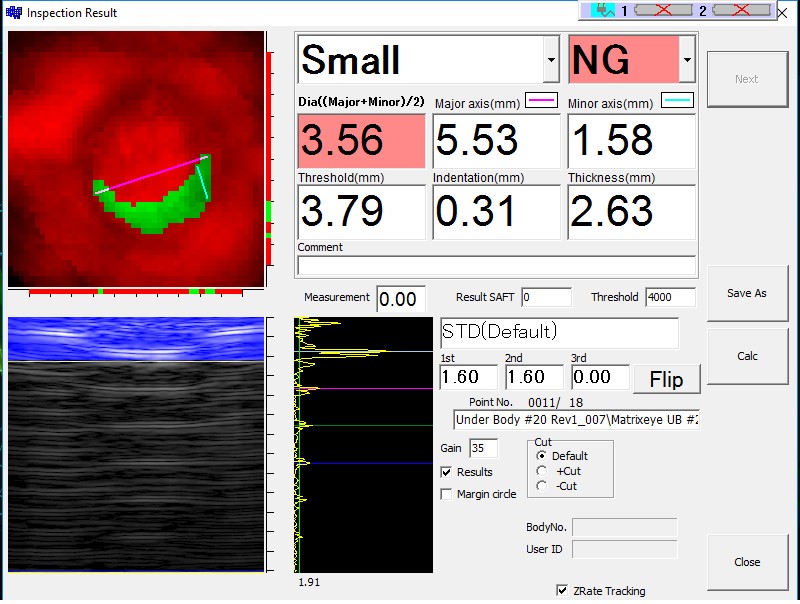 Inspection Result
1 2
Small NG
Next
Dia((Major+Minor)/2) Major axis(mm) Minor axis(mm)
3.56 5.53 1.58
Threshold(mm) Indentation(mm) Thickness(mm)
3.79 0.31 2.63
Comment
Measurement 0.00 Result SAFT 0 Threshold 4000
Save As
STD(Default)
Calc
1st 2nd 3rd
1.60 1.60 0.00 Flip
Point No. 0011/ 18
Under Body #20 Rev1_007\Matrixeye UB #2
Gain 35
Cut
Default
+Cut
-Cut
Results
Margin circle
BodyNo.
User ID
Close
1.91
ZRate Tracking